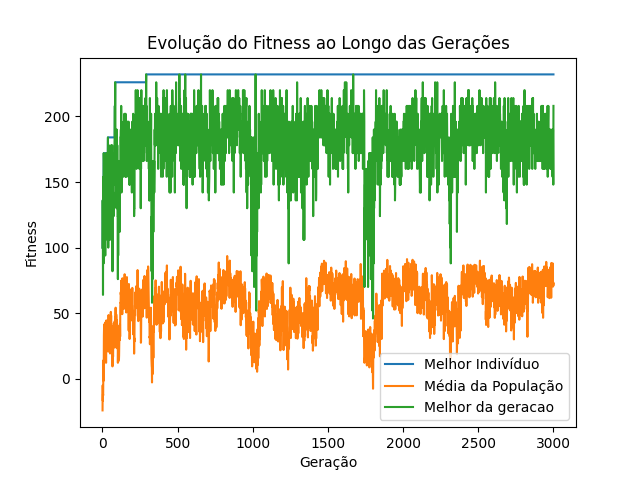 Evolução do Fitness ao Longo das Gerações
Fitness
200
150
100
50
0
Melhor Indivíduo
Média da População
Melhor da geracao
0 500 1000 1500 2000 2500 3000
Geração